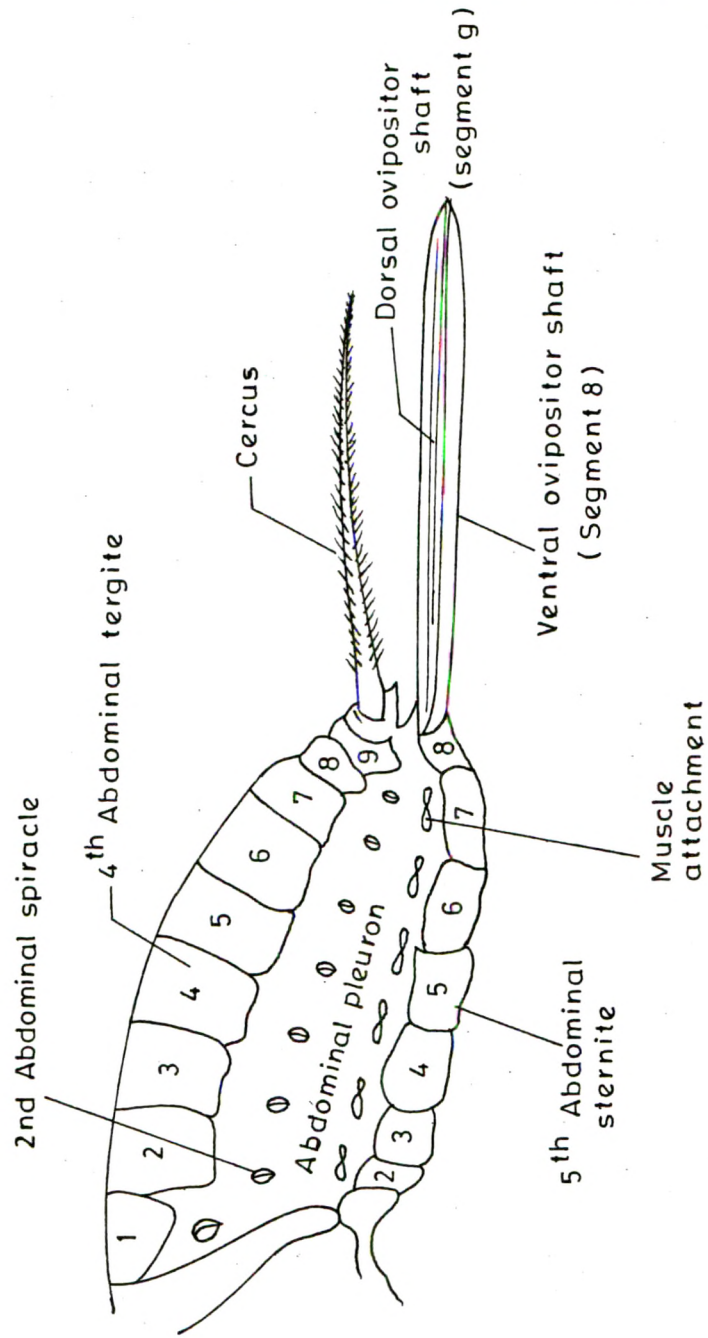 2nd Abdominal spiracle
4th Abdominal tergite
Cercus
Dorsal ovipositor
shaft
(segment g)
1
2
3
4
5
6
7
8
9
Abdominal pleuron
2
3
4
5
6
7
8
5th Abdominal
sternite
Muscle
attachment
Ventral ovipositor shaft
(Segment 8)